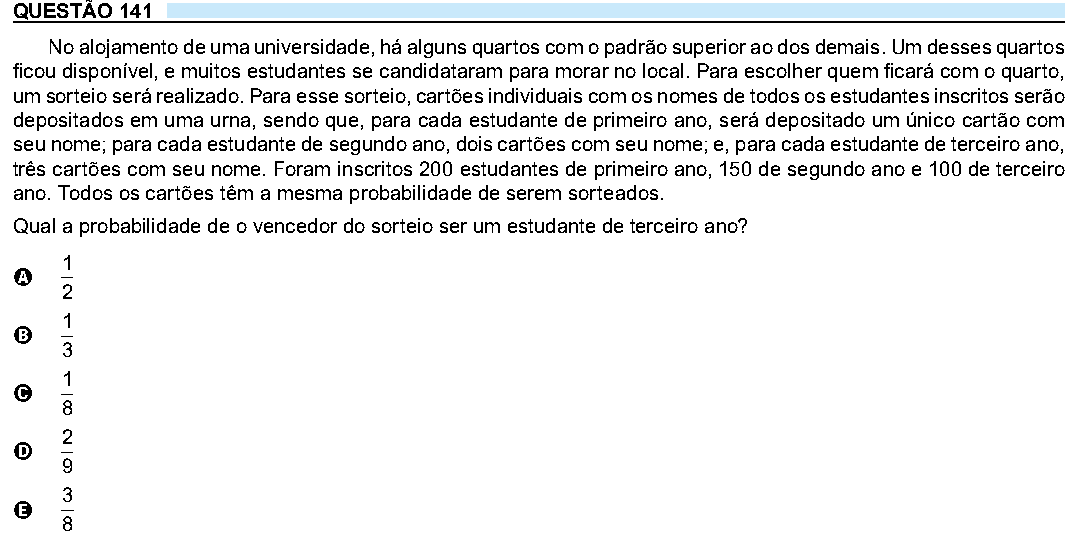 QUESTÃO 141
No alojamento de uma universidade, há alguns quartos com o padrão superior ao dos demais. Um desses quartos
ficou disponível, e muitos estudantes se candidataram para morar no local. Para escolher quem ficará com o quarto,
um sorteio será realizado. Para esse sorteio, cartões individuais com os nomes de todos os estudantes inscritos serão
depositados em uma urna, sendo que, para cada estudante de primeiro ano, será depositado um único cartão com
seu nome; para cada estudante de segundo ano, dois cartões com seu nome; e, para cada estudante de terceiro ano,
três cartões com seu nome. Foram inscritos 200 estudantes de primeiro ano, 150 de segundo ano e 100 de terceiro
ano. Todos os cartões têm a mesma probabilidade de serem sorteados.
Qual a probabilidade de o vencedor do sorteio ser um estudante de terceiro ano?
A 1/2
B 1/3
C 1/8
D 2/9
E 3/8